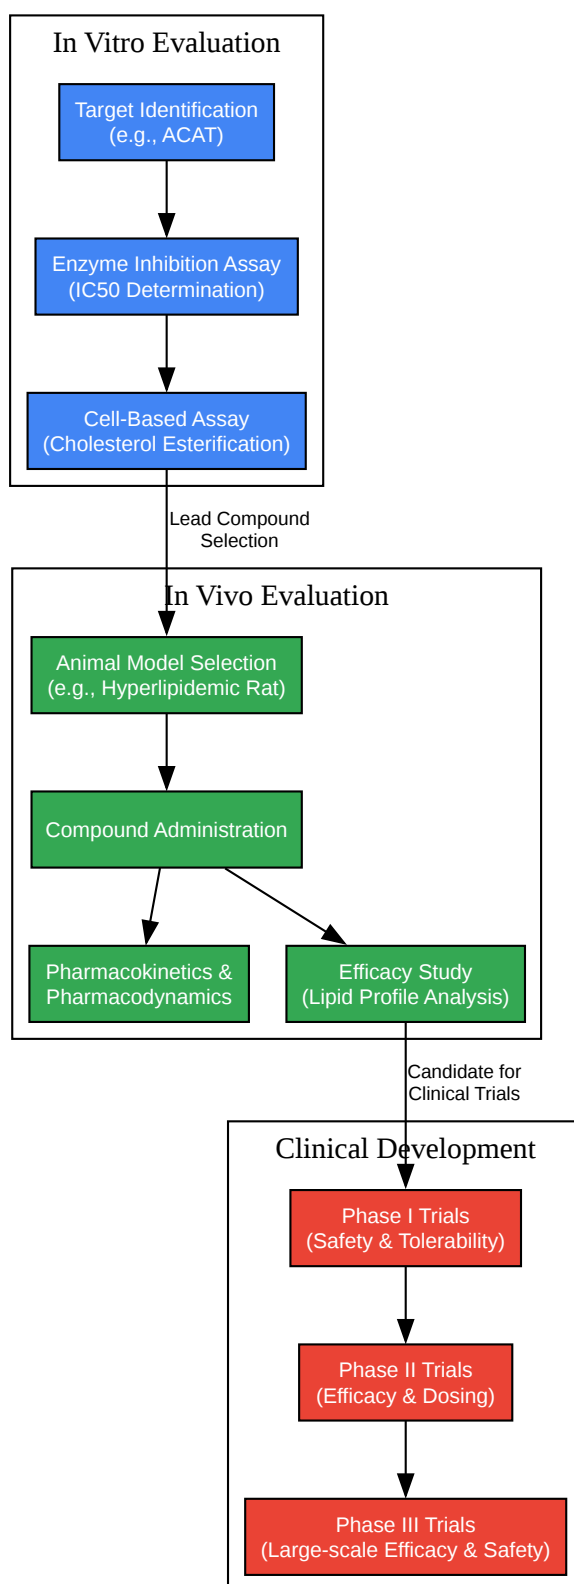 In Vitro Evaluation
Target Identification
(e.g., ACAT)
Enzyme Inhibition Assay
(IC50 Determination)
Cell-Based Assay
(Cholesterol Esterification)
Lead Compound
Selection
In Vivo Evaluation
Animal Model Selection
(e.g., Hyperlipidemic Rat)
Compound Administration
Pharmacokinetics &
Pharmacodynamics
Efficacy Study
(Lipid Profile Analysis)
Candidate for
Clinical Trials
Clinical Development
Phase I Trials
(Safety & Tolerability)
Phase II Trials
(Efficacy & Dosing)
Phase III Trials
(Large-scale Efficacy & Safety)